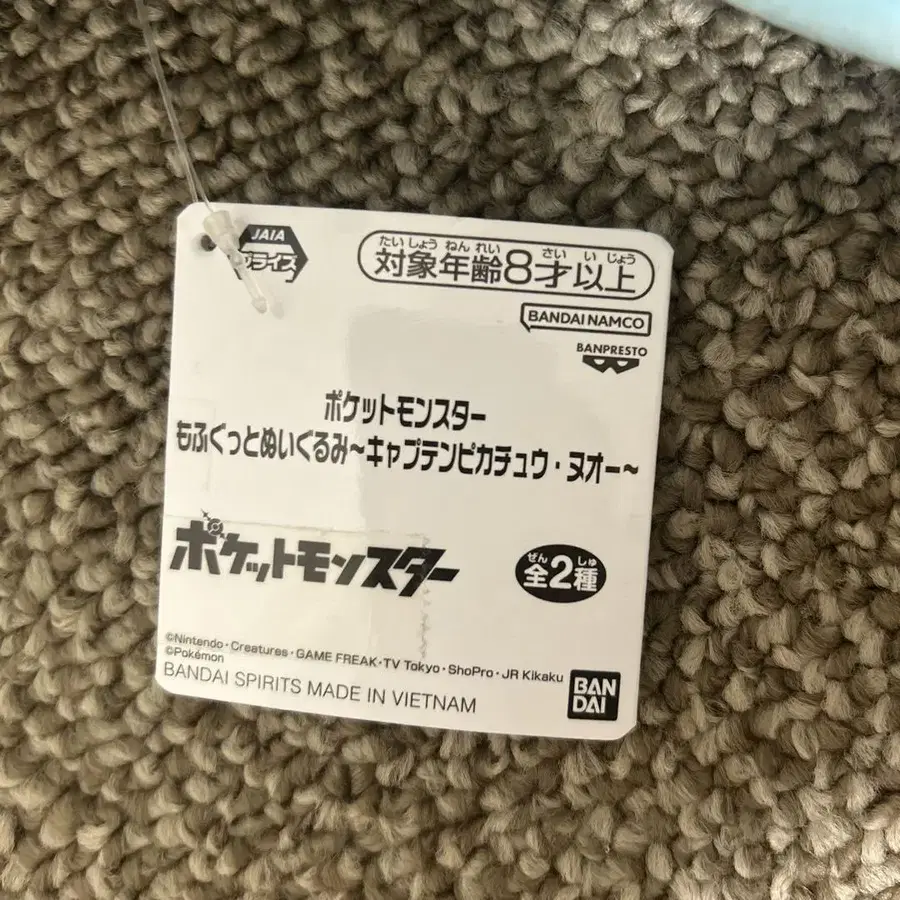 JAIA
プライズ
たいしょうねんれい さいいじょう
対象年齢8才以上
BANDAI NAMCO
BANPRESTO
ポケットモンスター
もふぐっとぬいぐるみ~キャプテンピカチュウ・ヌオー~
ポケットモンスター
ぜん しゅ
全2種
©Nintendo・Creatures・GAME FREAK・TV Tokyo・ShoPro・JR Kikaku
©Pokémon
BANDAI SPIRITS MADE IN VIETNAM
BAN
DAI